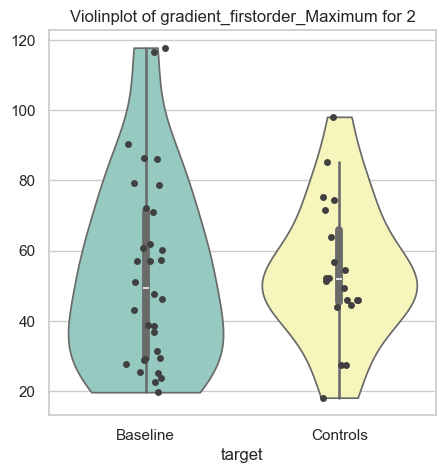 Violinplot of gradient_firstorder_Maximum for 2
120
100
80
60
40
20
Baseline
Controls
target